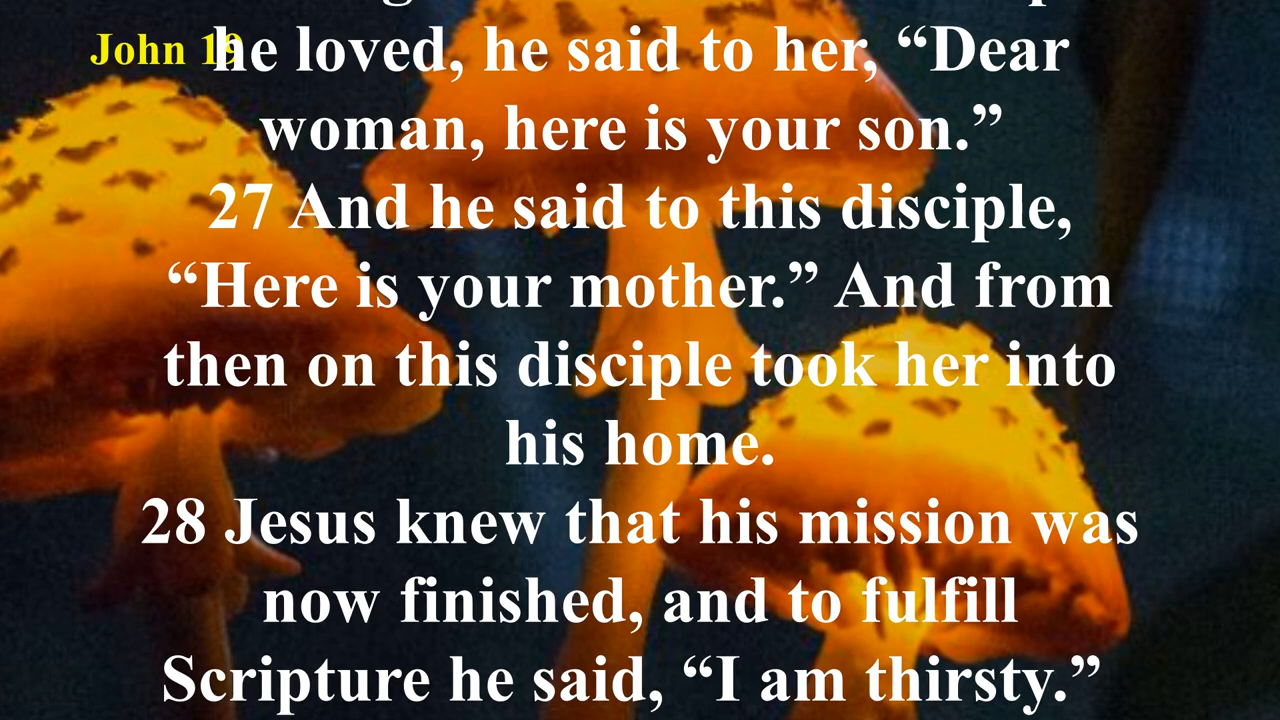 John 19
he loved, he said to her, “Dear
woman, here is your son.”
27 And he said to this disciple,
“Here is your mother.” And from
then on this disciple took her into
his home.
28 Jesus knew that his mission was
now finished, and to fulfill
Scripture he said, “I am thirsty.”